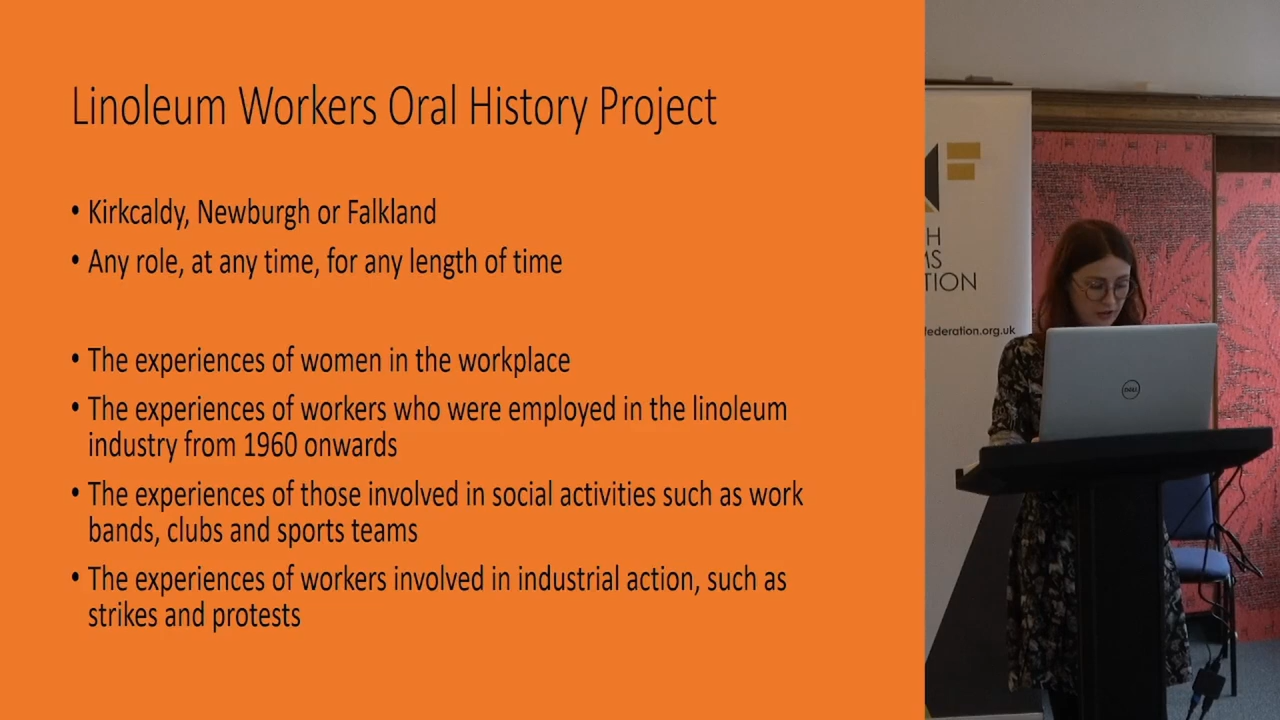 Linoleum Workers Oral History Project
• Kirkcaldy, Newburgh or Falkland
• Any role, at any time, for any length of time
• The experiences of women in the workplace
• The experiences of workers who were employed in the linoleum
industry from 1960 onwards
• The experiences of those involved in social activities such as work
bands, clubs and sports teams
• The experiences of workers involved in industrial action, such as
strikes and protests
H
MS
TION
federation.org.uk
DELL